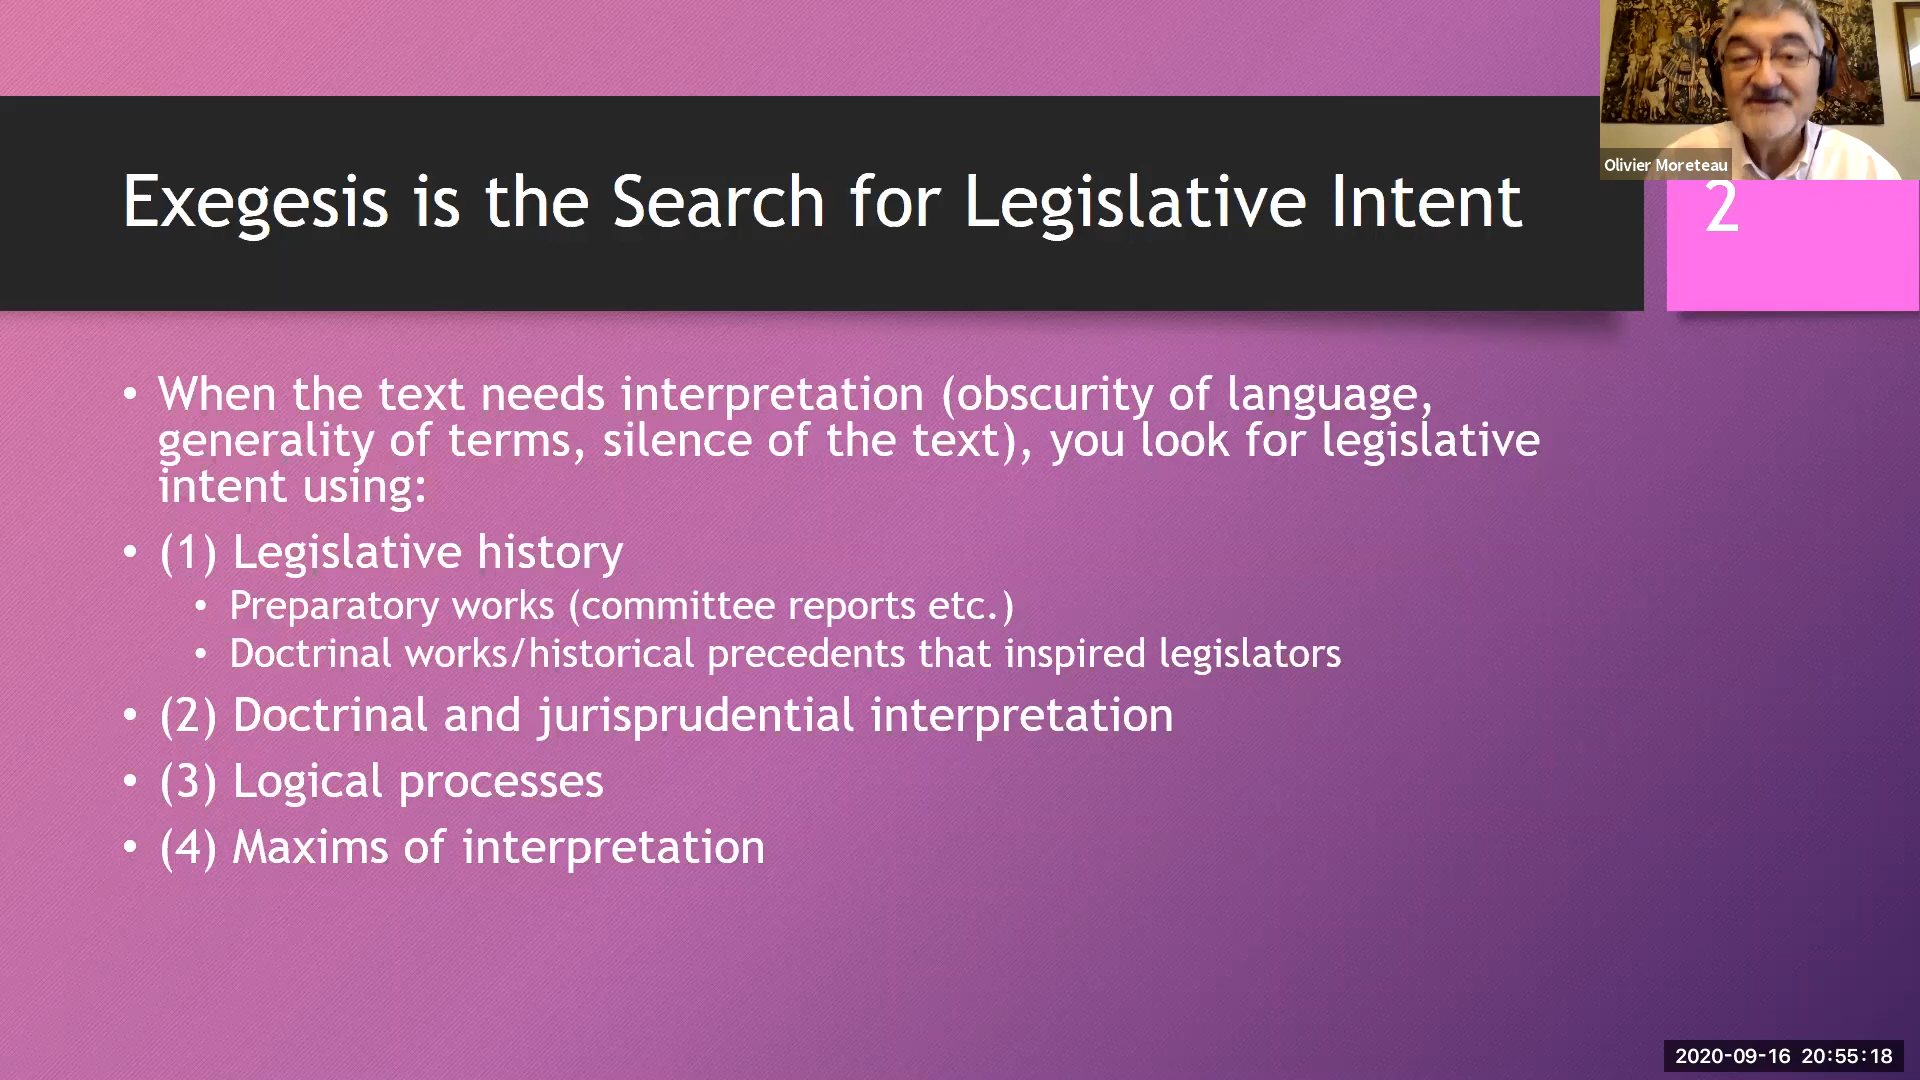 Olivier Moreteau
Exegesis is the Search for Legislative Intent
2
• When the text needs interpretation (obscurity of language,
generality of terms, silence of the text), you look for legislative
intent using:
• (1) Legislative history
• Preparatory works (committee reports etc.)
• Doctrinal works/historical precedents that inspired legislators
• (2) Doctrinal and jurisprudential interpretation
• (3) Logical processes
• (4) Maxims of interpretation
2020-09-16 20:55:18